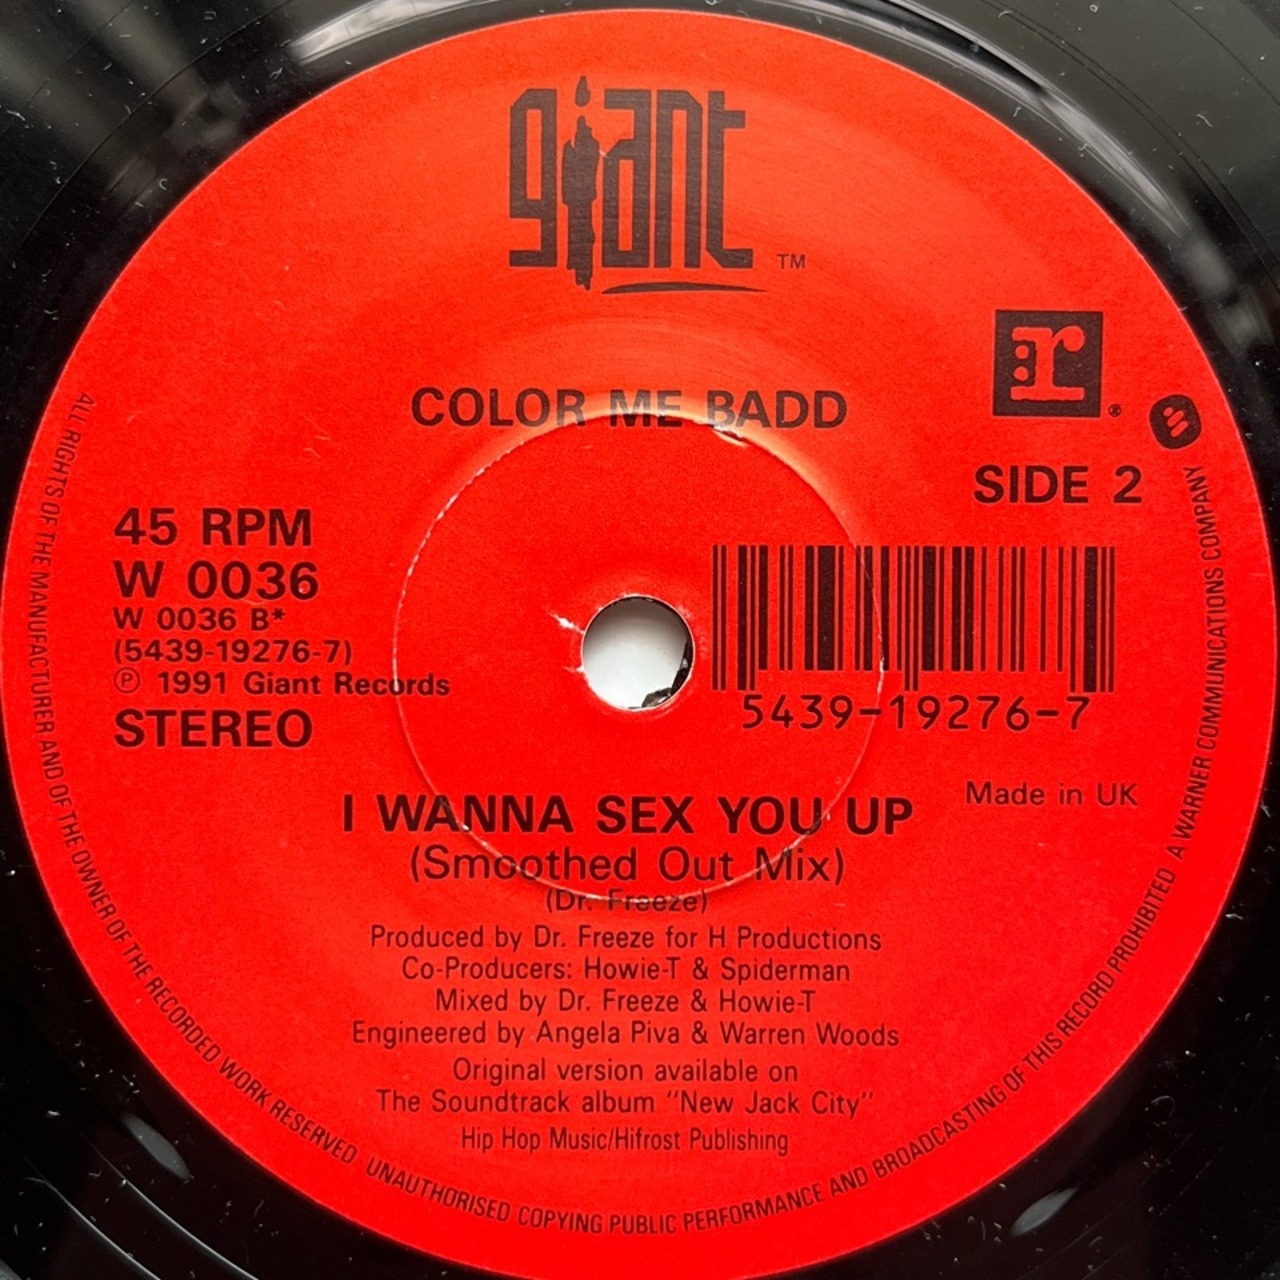 giant ™
COLOR ME BADD
r ®
SIDE 2
45 RPM
W 0036
W 0036 B*
(5439-19276-7)
℗ 1991 Giant Records
STEREO
5439-19276-7
Made in UK
I WANNA SEX YOU UP
(Smoothed Out Mix)
(Dr. Freeze)
Produced by Dr. Freeze for H Productions
Co-Producers: Howie-T & Spiderman
Mixed by Dr. Freeze & Howie-T
Engineered by Angela Piva & Warren Woods
Original version available on
The Soundtrack album "New Jack City"
Hip Hop Music/Hifrost Publishing
ALL RIGHTS OF THE MANUFACTURER AND OF THE OWNER OF THE RECORDED WORK RESERVED. UNAUTHORISED COPYING PUBLIC PERFORMANCE AND BROADCASTING OF THIS RECORD PROHIBITED A WARNER COMMUNICATIONS COMPANY